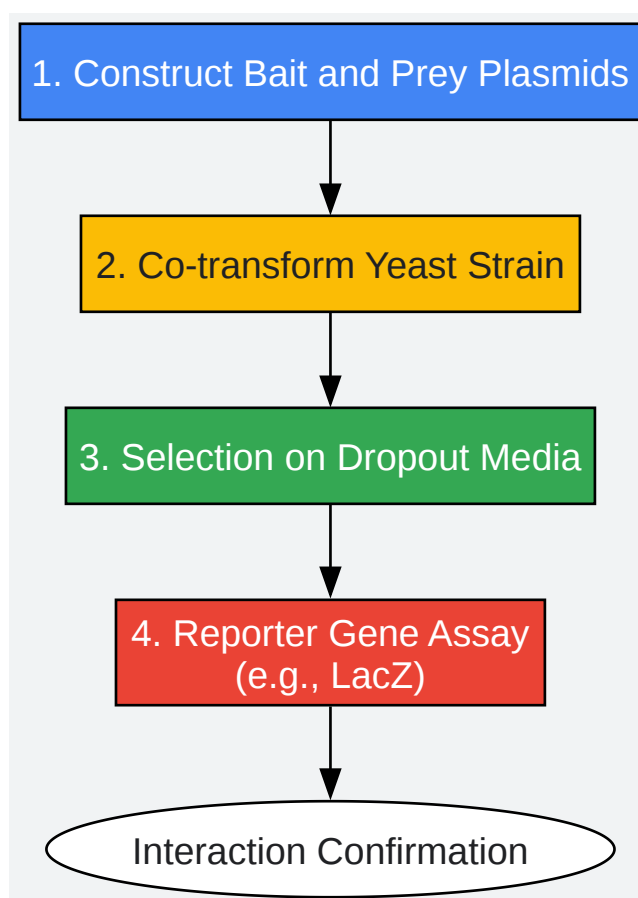 1. Construct Bait and Prey Plasmids
2. Co-transform Yeast Strain
3. Selection on Dropout Media
4. Reporter Gene Assay
(e.g., LacZ)
Interaction Confirmation